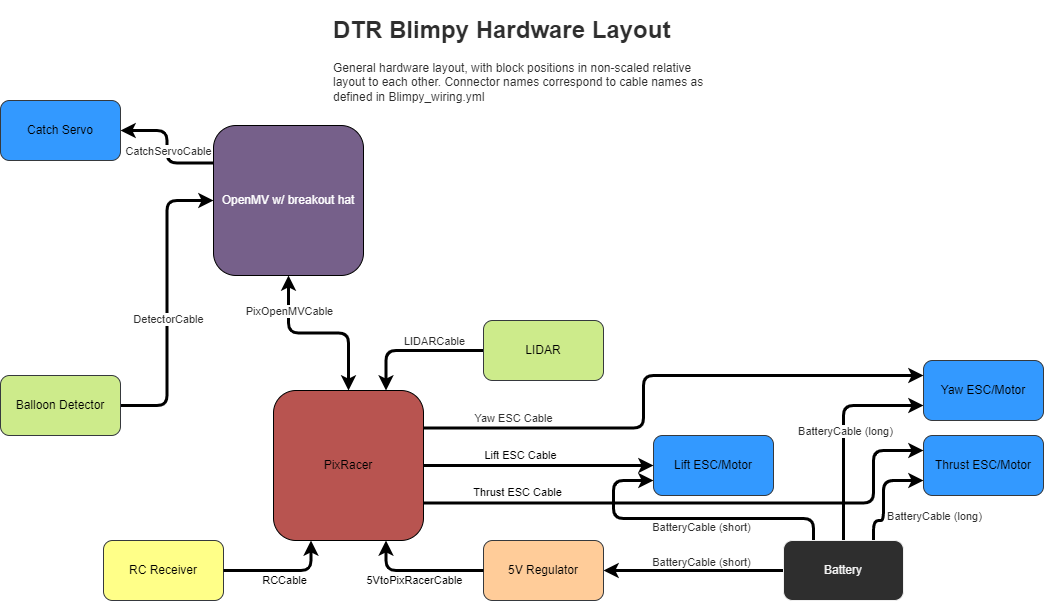 DTR Blimpy Hardware Layout
General hardware layout, with block positions in non-scaled relative
layout to each other. Connector names correspond to cable names as
defined in Blimpy_wiring.yml
Catch Servo
CatchServoCable
OpenMV w/ breakout hat
DetectorCable
PixOpenMVCable
LIDARCable
LIDAR
Balloon Detector
Yaw ESC Cable
Yaw ESC/Motor
BatteryCable (long)
PixRacer
Lift ESC Cable
Lift ESC/Motor
Thrust ESC/Motor
Thrust ESC Cable
BatteryCable (short)
BatteryCable (long)
RC Receiver
RCCable
5VtoPixRacerCable
5V Regulator
BatteryCable (short)
Battery